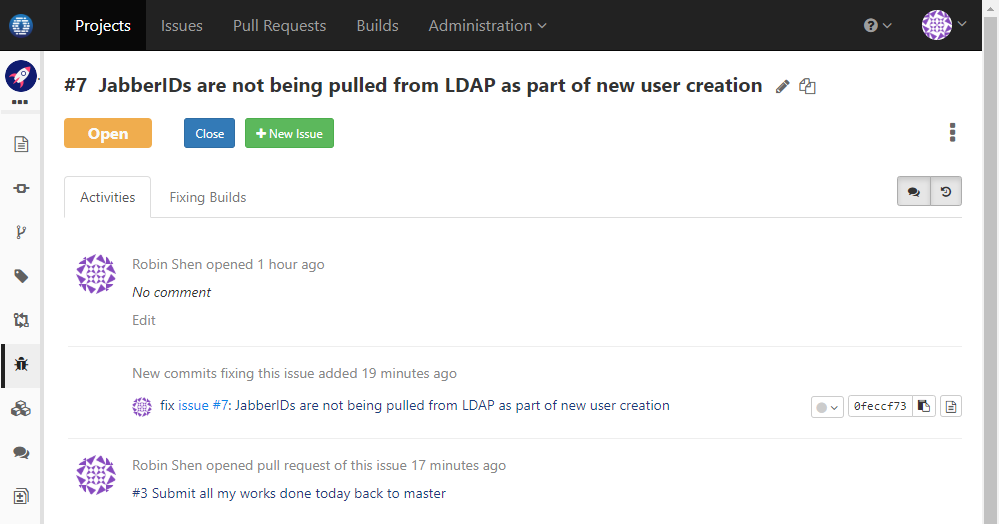 Projects Issues Pull Requests Builds Administration
#7 JabberIDs are not being pulled from LDAP as part of new user creation
Open Close New Issue
Activities Fixing Builds
Robin Shen opened 1 hour ago
No comment
Edit
New commits fixing this issue added 19 minutes ago
fix issue #7: JabberIDs are not being pulled from LDAP as part of new user creation 0feccf73
Robin Shen opened pull request of this issue 17 minutes ago
#3 Submit all my works done today back to master